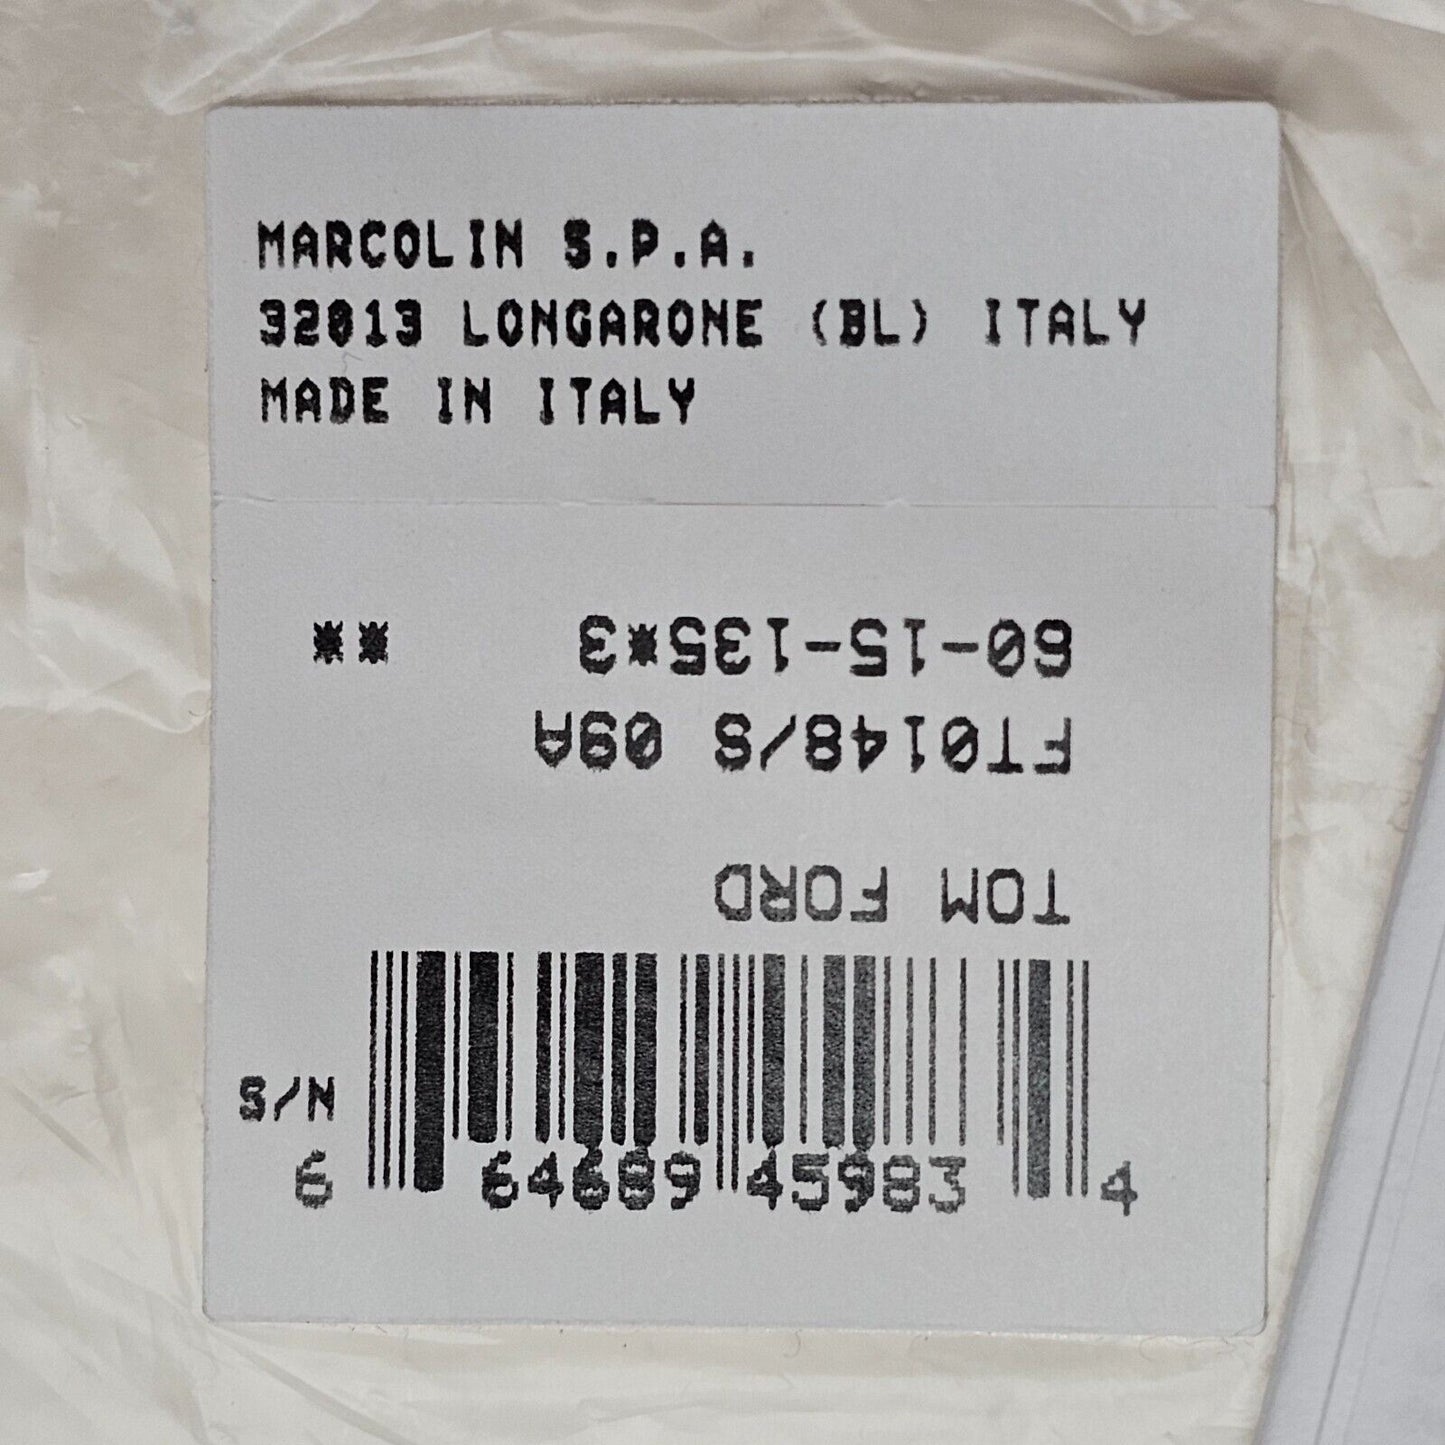 MARCOLIN S.P.A.
32013 LONGARONE (BL) ITALY
MADE IN ITALY
TOM FORD
FT0148/S 09A
60-15-135*3 **
S/N
6 64689 45983 4